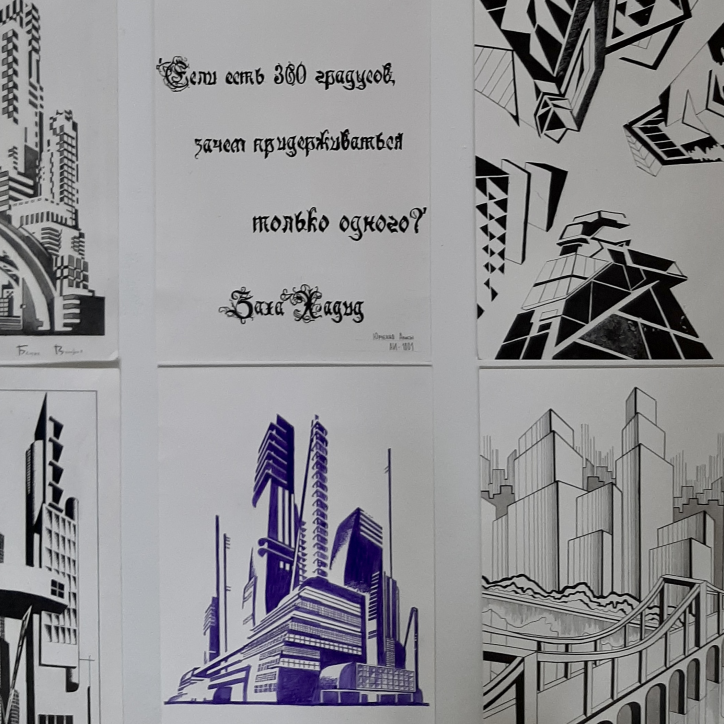 "Если есть 360 градусов,
зачем придерживаться
только одного?"
Заха Хадид